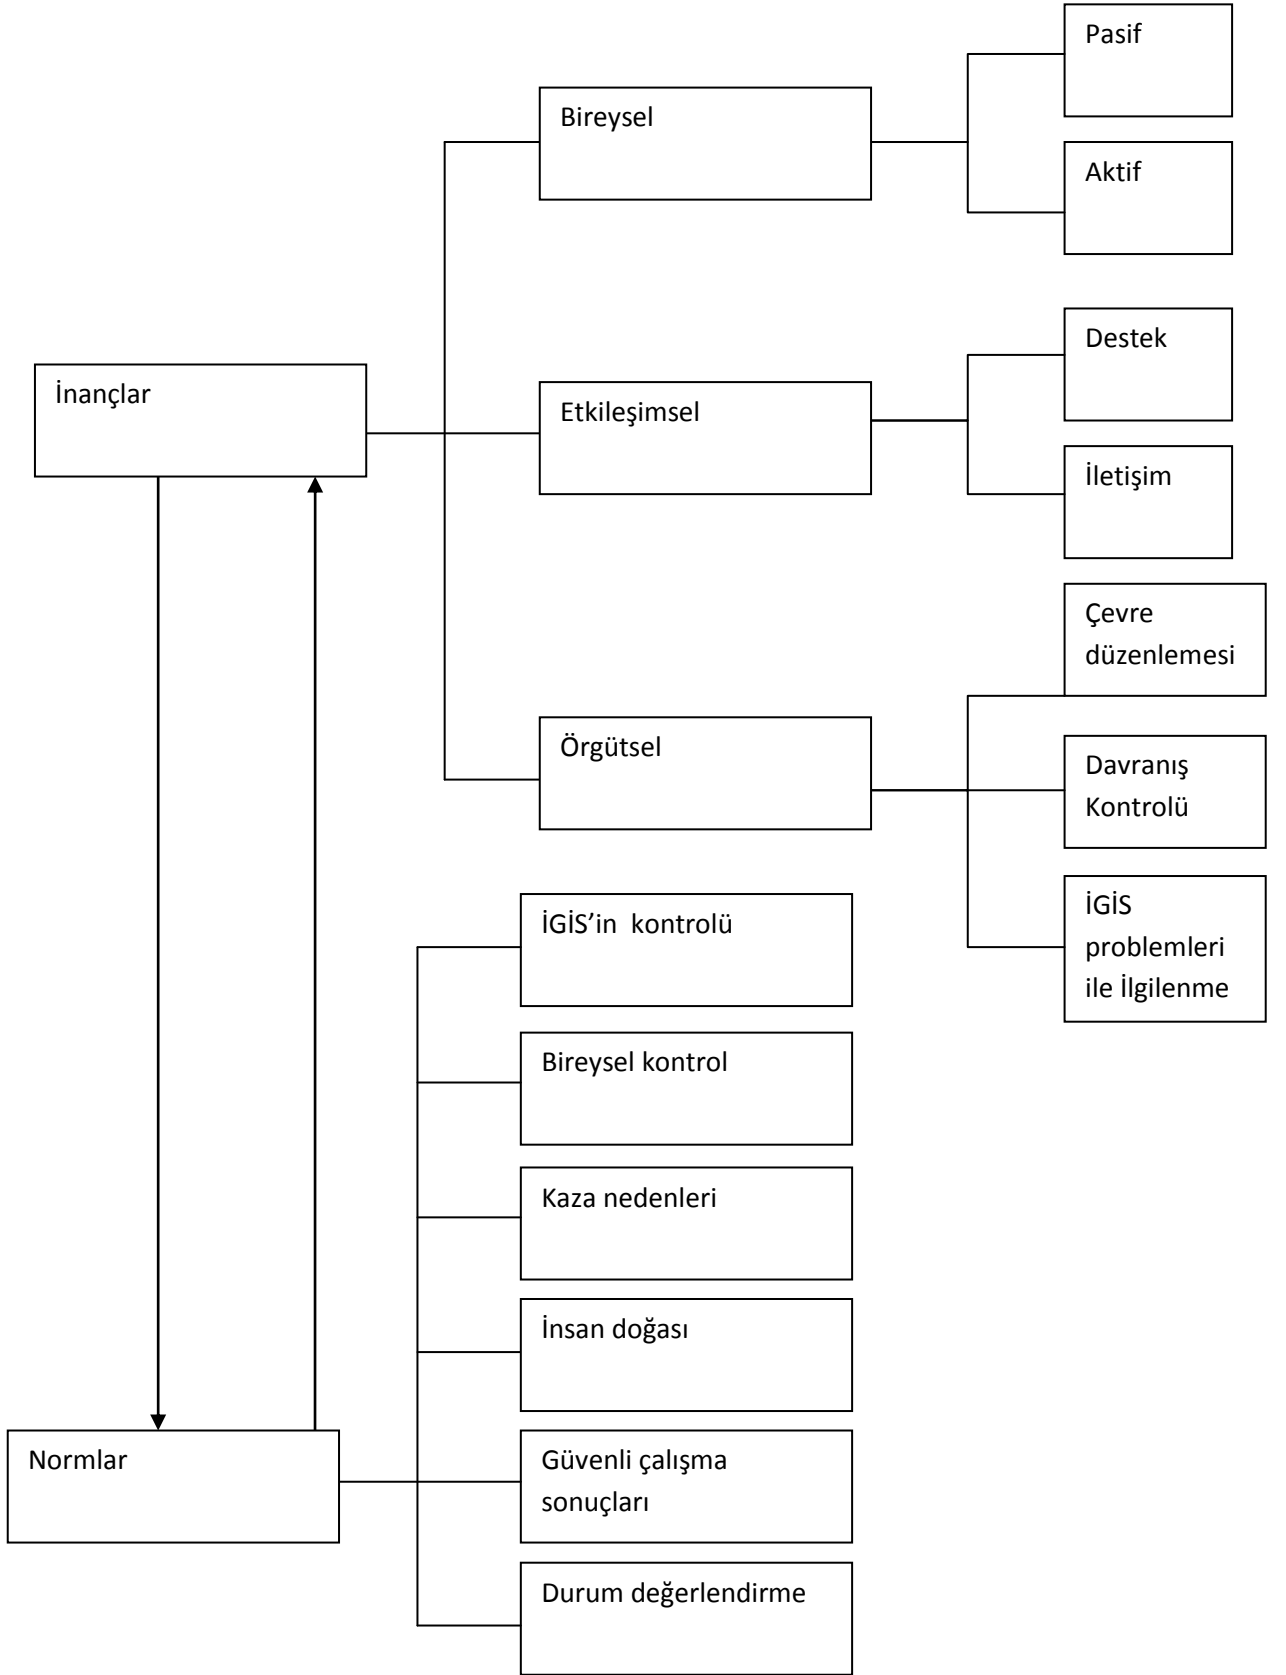 Pasif
Bireysel
Aktif
Destek
İnançlar
Etkileşimsel
İletişim
Çevre
düzenlemesi
Örgütsel
Davranış
Kontrolü
İGİS
problemleri
ile İlgilenme
İGİS’in kontrolü
Bireysel kontrol
Kaza nedenleri
İnsan doğası
Normlar
Güvenli çalışma
sonuçları
Durum değerlendirme